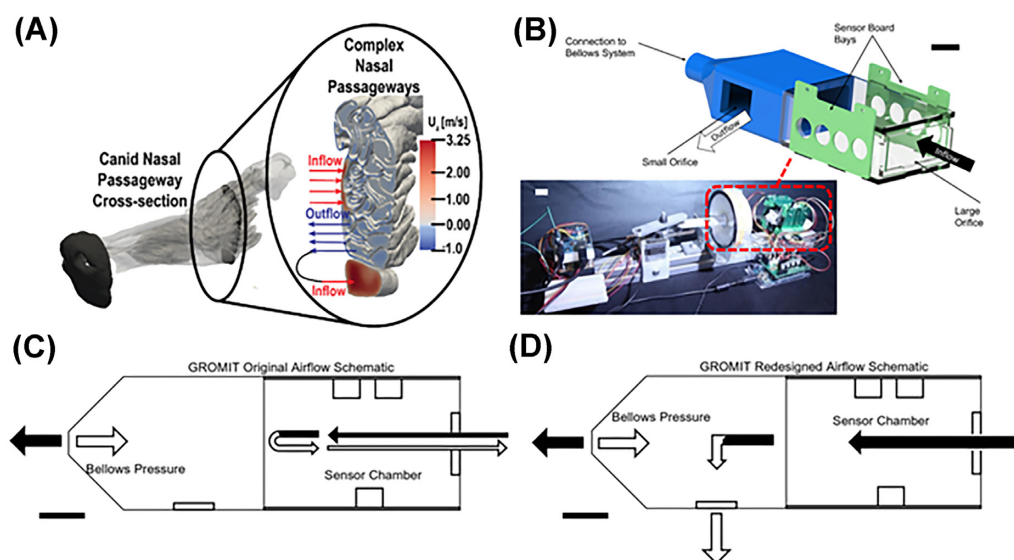 (A)
Complex
Nasal
Passageways
Canid Nasal
Passageway
Cross-section
Inflow
Outflow
Inflow
Uₓ [m/s]
3.25
2.00
1.00
0.00
-1.0
(B)
Connection to
Bellows System
Sensor Board
Bays
Outflow
Small Orifice
Inflow
Large
Orifice
(C)
GROMIT Original Airflow Schematic
Bellows Pressure
Sensor Chamber
(D)
GROMIT Redesigned Airflow Schematic
Bellows Pressure
Sensor Chamber